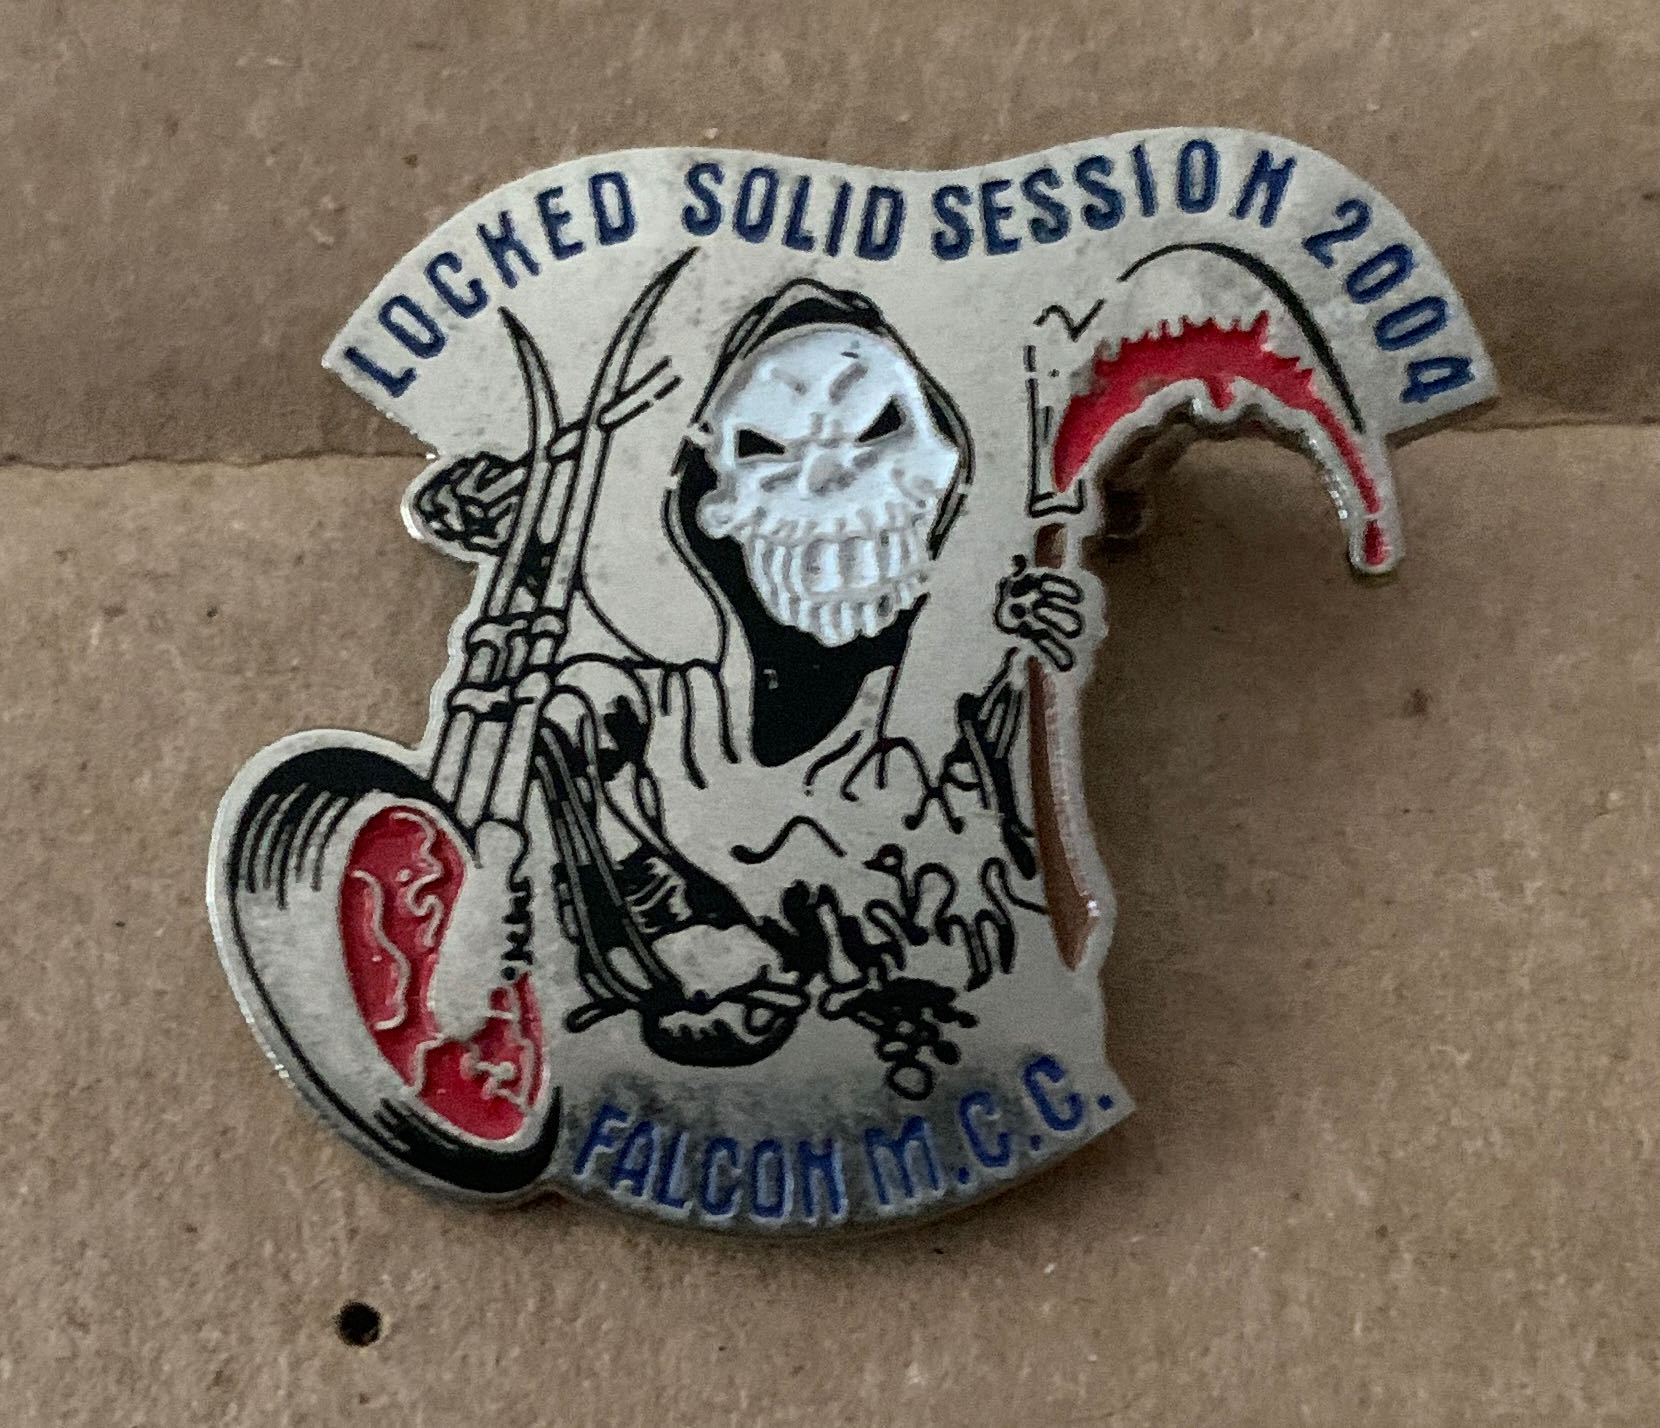 LOCKED SOLID SESSION 2004
FALCON M.C.C.